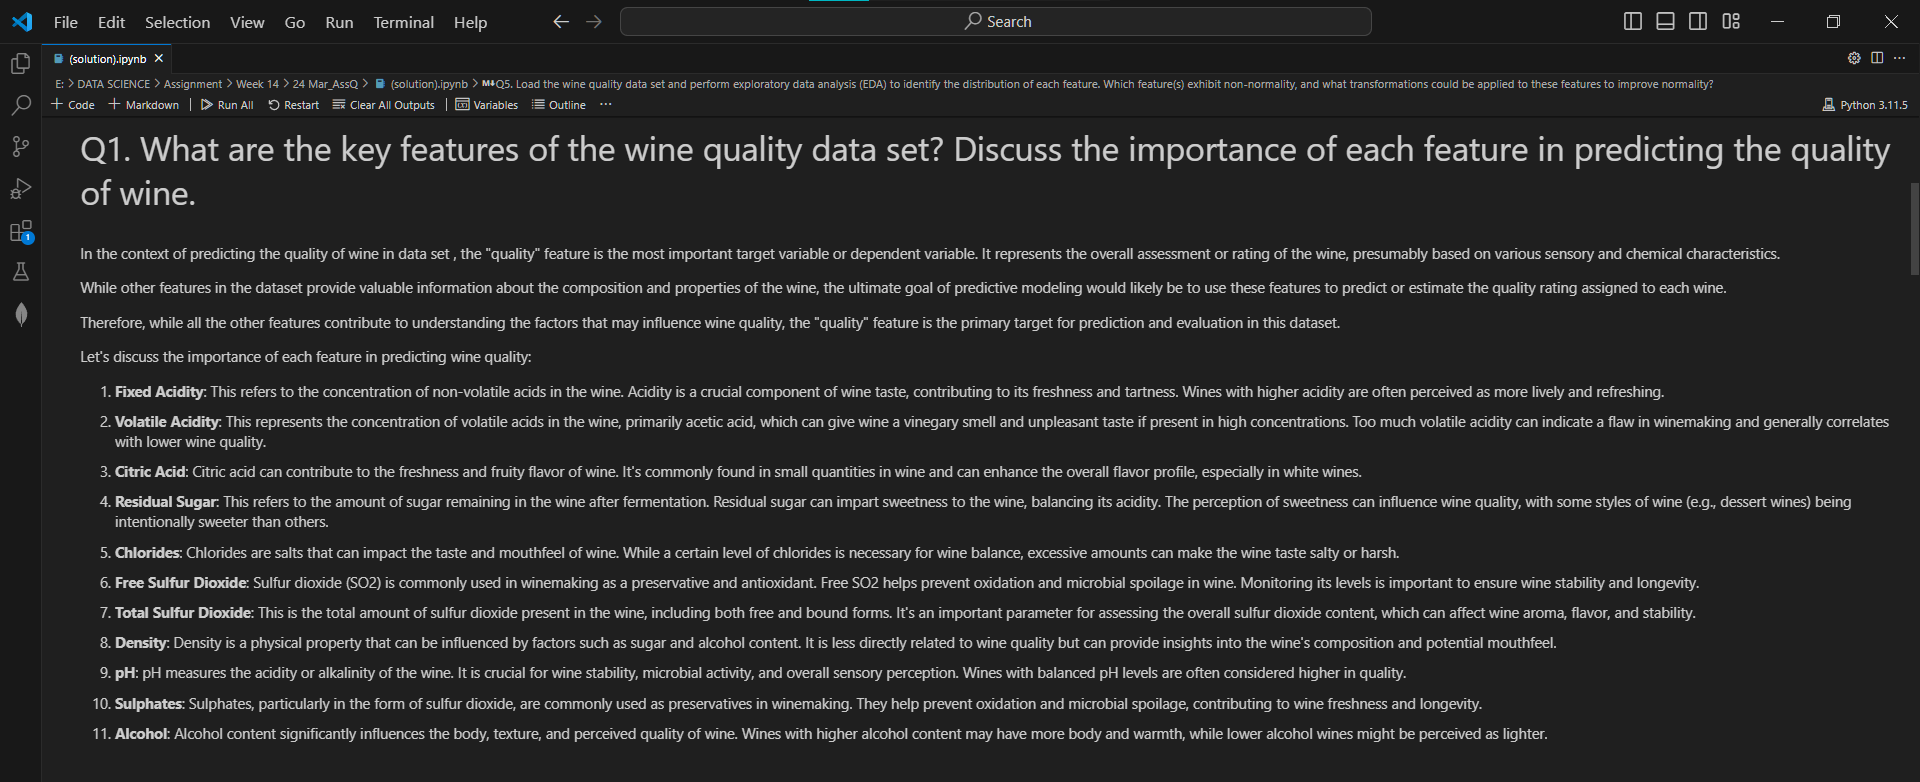 File Edit Selection View Go Run Terminal Help Search
(solution).ipynb
E: > DATA SCIENCE > Assignment > Week 14 > 24 Mar_AssQ > (solution).ipynb > M↓Q5. Load the wine quality data set and perform exploratory data analysis (EDA) to identify the distribution of each feature. Which feature(s) exhibit non-normality, and what transformations could be applied to these features to improve normality?
+ Code + Markdown | Run All Restart Clear All Outputs | Variables Outline ··· Python 3.11.5
Q1. What are the key features of the wine quality data set? Discuss the importance of each feature in predicting the quality
of wine.
In the context of predicting the quality of wine in data set , the "quality" feature is the most important target variable or dependent variable. It represents the overall assessment or rating of the wine, presumably based on various sensory and chemical characteristics.
While other features in the dataset provide valuable information about the composition and properties of the wine, the ultimate goal of predictive modeling would likely be to use these features to predict or estimate the quality rating assigned to each wine.
Therefore, while all the other features contribute to understanding the factors that may influence wine quality, the "quality" feature is the primary target for prediction and evaluation in this dataset.
Let's discuss the importance of each feature in predicting wine quality:
1. Fixed Acidity: This refers to the concentration of non-volatile acids in the wine. Acidity is a crucial component of wine taste, contributing to its freshness and tartness. Wines with higher acidity are often perceived as more lively and refreshing.
2. Volatile Acidity: This represents the concentration of volatile acids in the wine, primarily acetic acid, which can give wine a vinegary smell and unpleasant taste if present in high concentrations. Too much volatile acidity can indicate a flaw in winemaking and generally correlates
with lower wine quality.
3. Citric Acid: Citric acid can contribute to the freshness and fruity flavor of wine. It's commonly found in small quantities in wine and can enhance the overall flavor profile, especially in white wines.
4. Residual Sugar: This refers to the amount of sugar remaining in the wine after fermentation. Residual sugar can impart sweetness to the wine, balancing its acidity. The perception of sweetness can influence wine quality, with some styles of wine (e.g., dessert wines) being
intentionally sweeter than others.
5. Chlorides: Chlorides are salts that can impact the taste and mouthfeel of wine. While a certain level of chlorides is necessary for wine balance, excessive amounts can make the wine taste salty or harsh.
6. Free Sulfur Dioxide: Sulfur dioxide (SO2) is commonly used in winemaking as a preservative and antioxidant. Free SO2 helps prevent oxidation and microbial spoilage in wine. Monitoring its levels is important to ensure wine stability and longevity.
7. Total Sulfur Dioxide: This is the total amount of sulfur dioxide present in the wine, including both free and bound forms. It's an important parameter for assessing the overall sulfur dioxide content, which can affect wine aroma, flavor, and stability.
8. Density: Density is a physical property that can be influenced by factors such as sugar and alcohol content. It is less directly related to wine quality but can provide insights into the wine's composition and potential mouthfeel.
9. pH: pH measures the acidity or alkalinity of the wine. It is crucial for wine stability, microbial activity, and overall sensory perception. Wines with balanced pH levels are often considered higher in quality.
10. Sulphates: Sulphates, particularly in the form of sulfur dioxide, are commonly used as preservatives in winemaking. They help prevent oxidation and microbial spoilage, contributing to wine freshness and longevity.
11. Alcohol: Alcohol content significantly influences the body, texture, and perceived quality of wine. Wines with higher alcohol content may have more body and warmth, while lower alcohol wines might be perceived as lighter.
1